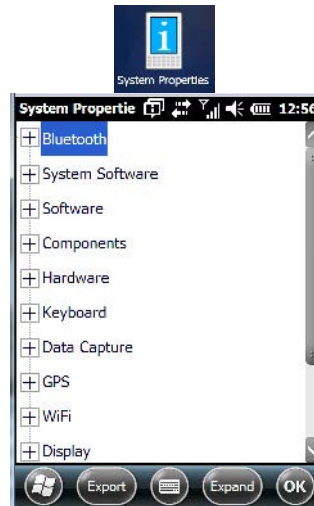 System Properties
System Propertie 12:56
Bluetooth
System Software
Software
Components
Hardware
Keyboard
Data Capture
GPS
WiFi
Display
Export Expand OK